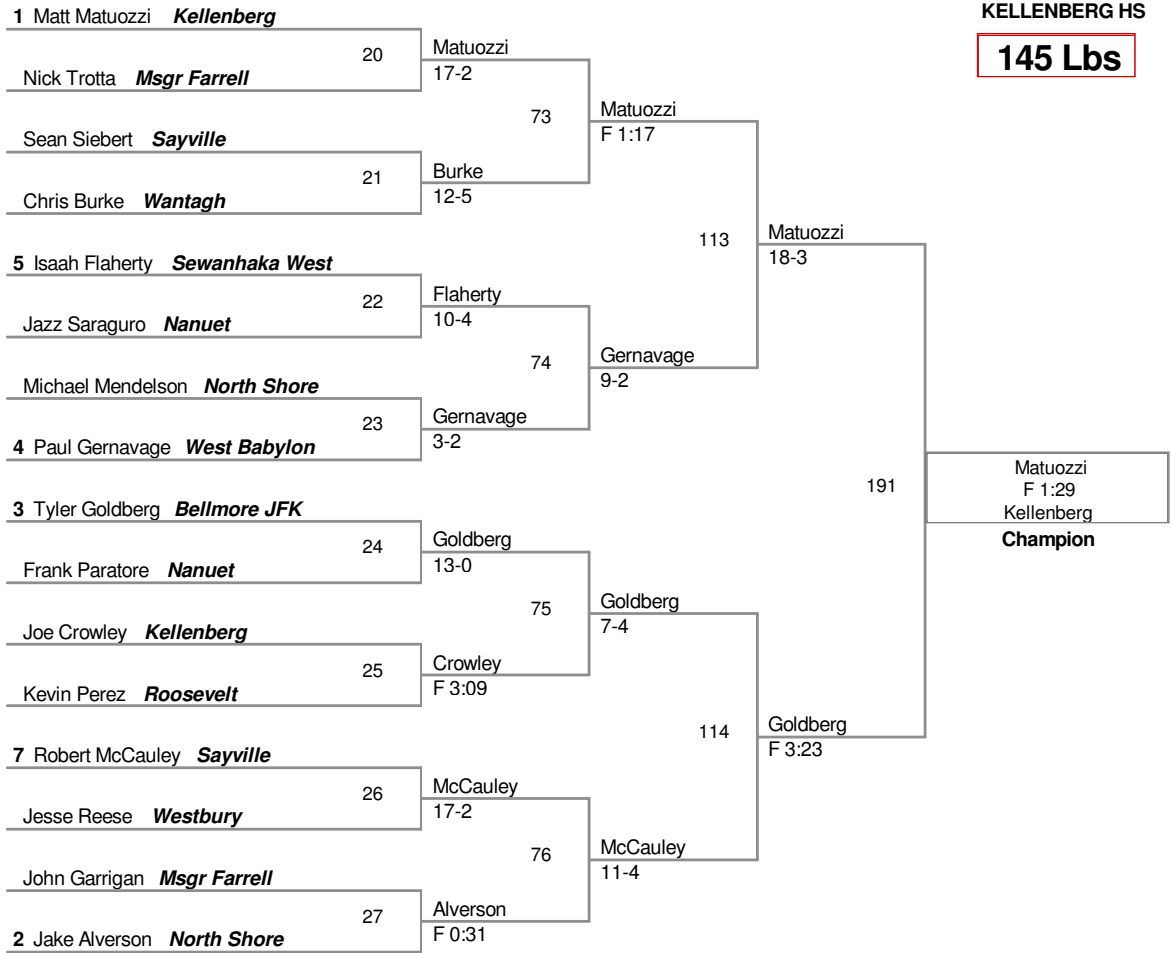 1 Matt Matuozzi Kellenberg
KELLENBERG HS
145 Lbs
20
Matuozzi
17-2
Nick Trotta Msgr Farrell
73
Matuozzi
F 1:17
Sean Siebert Sayville
21
Burke
12-5
Chris Burke Wantagh
113
Matuozzi
18-3
5 Isaah Flaherty Sewanhaka West
22
Flaherty
10-4
Jazz Saraguro Nanuet
74
Gernavage
9-2
Michael Mendelson North Shore
23
Gernavage
3-2
4 Paul Gernavage West Babylon
191
Matuozzi
F 1:29
Kellenberg
Champion
3 Tyler Goldberg Bellmore JFK
24
Goldberg
13-0
Frank Paratore Nanuet
75
Goldberg
7-4
Joe Crowley Kellenberg
25
Crowley
F 3:09
Kevin Perez Roosevelt
114
Goldberg
F 3:23
7 Robert McCauley Sayville
26
McCauley
17-2
Jesse Reese Westbury
76
McCauley
11-4
John Garrigan Msgr Farrell
27
Alverson
F 0:31
2 Jake Alverson North Shore